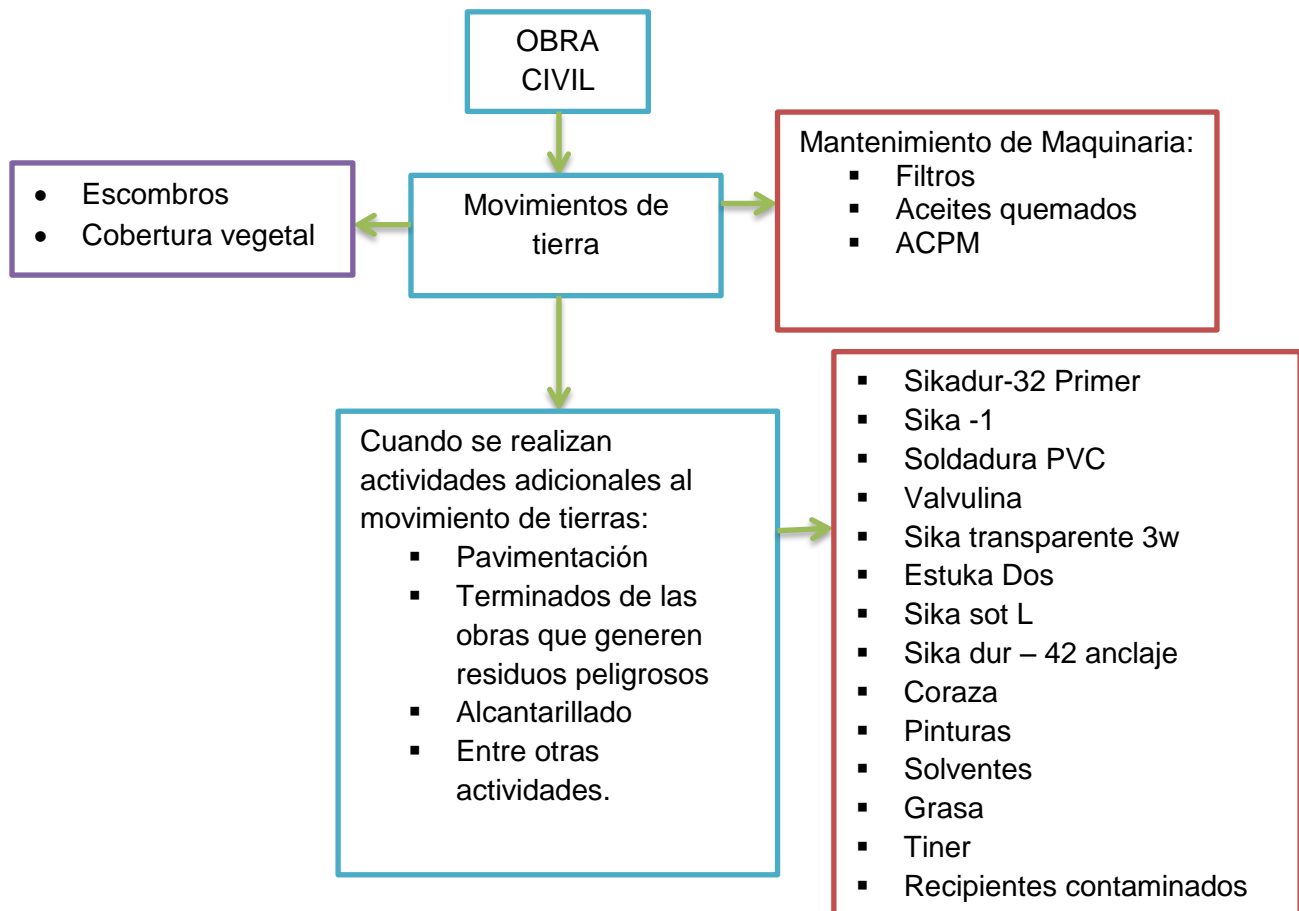 OBRA
CIVIL
Mantenimiento de Maquinaria:
▪ Filtros
▪ Aceites quemados
▪ ACPM
• Escombros
• Cobertura vegetal
Movimientos de
tierra
Cuando se realizan
actividades adicionales al
movimiento de tierras:
▪ Pavimentación
▪ Terminados de las
obras que generen
residuos peligrosos
▪ Alcantarillado
▪ Entre otras
actividades.
▪ Sikadur-32 Primer
▪ Sika -1
▪ Soldadura PVC
▪ Valvulina
▪ Sika transparente 3w
▪ Estuka Dos
▪ Sika sot L
▪ Sika dur – 42 anclaje
▪ Coraza
▪ Pinturas
▪ Solventes
▪ Grasa
▪ Tiner
▪ Recipientes contaminados